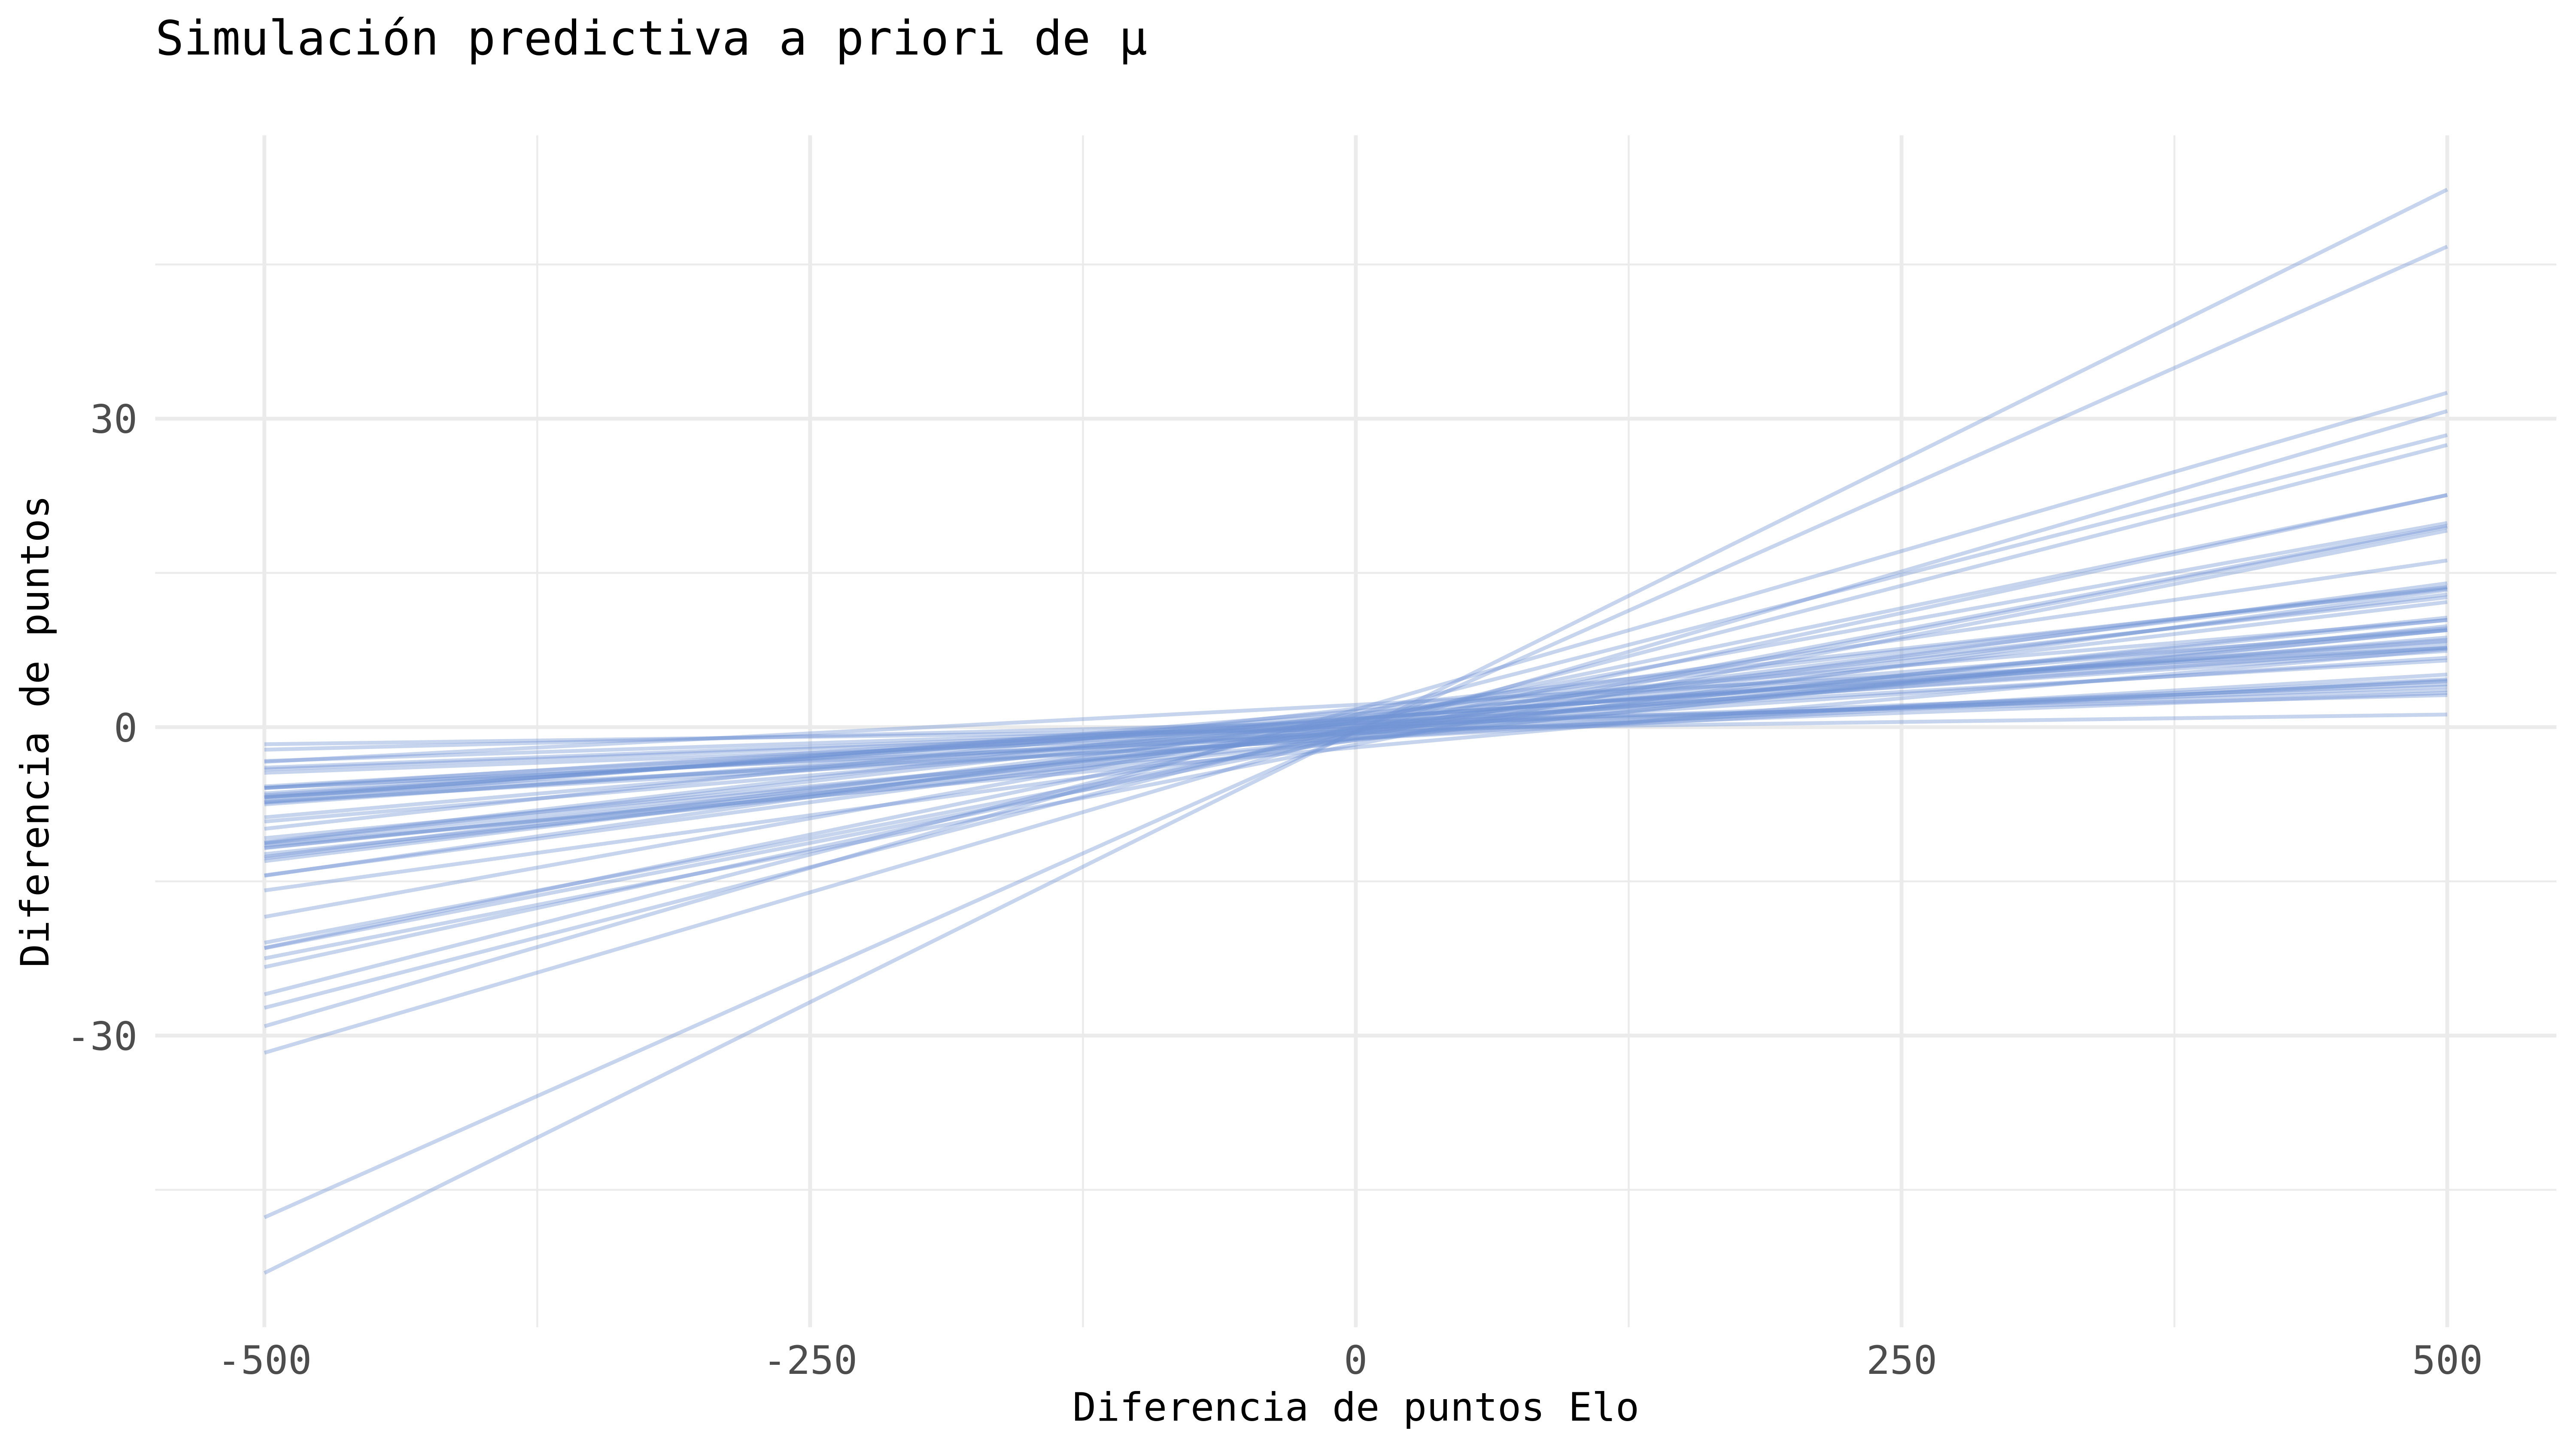 Simulación predictiva a priori de μ
Diferencia de puntos
30
0
-30
-500
-250
0
250
500
Diferencia de puntos Elo